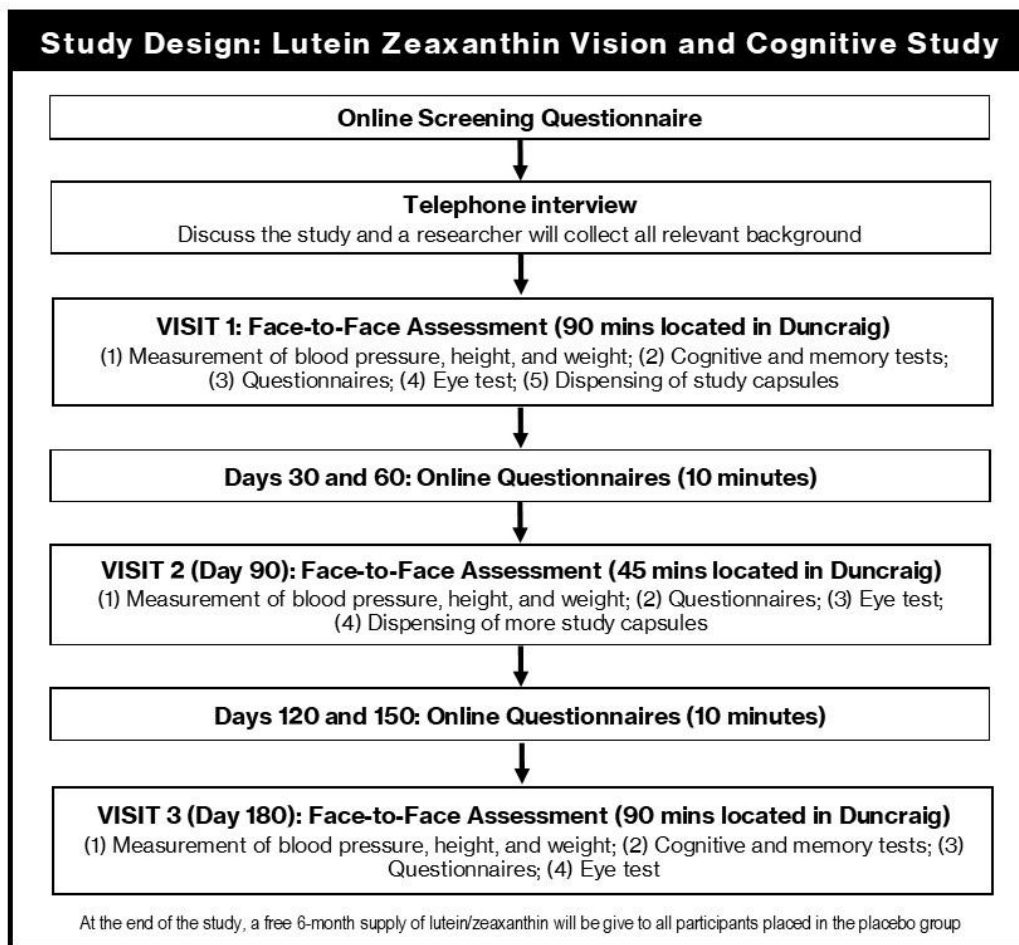 Study Design: Lutein Zeaxanthin Vision and Cognitive Study
Online Screening Questionnaire
Telephone interview
Discuss the study and a researcher will collect all relevant background
VISIT 1: Face-to-Face Assessment (90 mins located in Duncraig)
(1) Measurement of blood pressure, height, and weight; (2) Cognitive and memory tests;
(3) Questionnaires; (4) Eye test; (5) Dispensing of study capsules
Days 30 and 60: Online Questionnaires (10 minutes)
VISIT 2 (Day 90): Face-to-Face Assessment (45 mins located in Duncraig)
(1) Measurement of blood pressure, height, and weight; (2) Questionnaires; (3) Eye test;
(4) Dispensing of more study capsules
Days 120 and 150: Online Questionnaires (10 minutes)
VISIT 3 (Day 180): Face-to-Face Assessment (90 mins located in Duncraig)
(1) Measurement of blood pressure, height, and weight; (2) Cognitive and memory tests; (3)
Questionnaires; (4) Eye test
At the end of the study, a free 6-month supply of lutein/zeaxanthin will be give to all participants placed in the placebo group